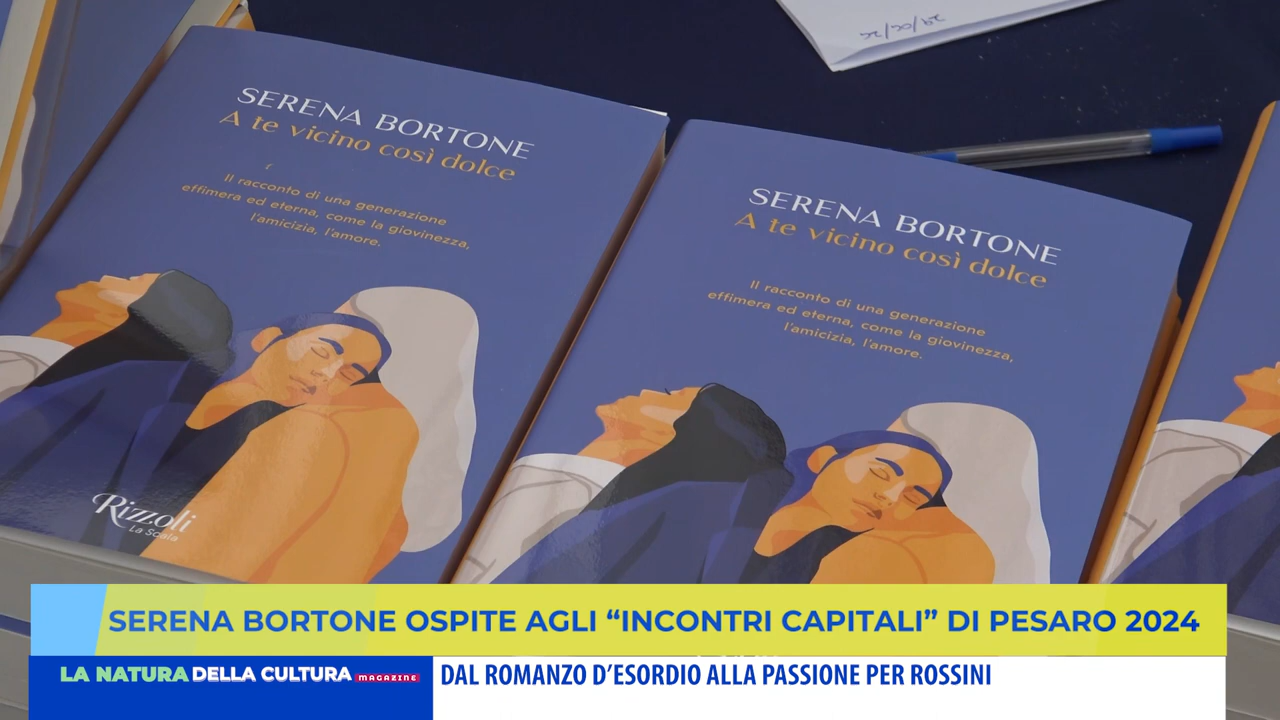 SERENA BORTONE
A te vicino così dolce
Il racconto di una generazione
effimera ed eterna, come la giovinezza,
l'amicizia, l'amore.
Rizzoli
La Scala
SERENA BORTONE
A te vicino così dolce
Il racconto di una generazione
effimera ed eterna, come la giovinezza,
l'amicizia, l'amore.
SERENA BORTONE OSPITE AGLI “INCONTRI CAPITALI” DI PESARO 2024
LA NATURA DELLA CULTURA MAGAZINE
DAL ROMANZO D'ESORDIO ALLA PASSIONE PER ROSSINI